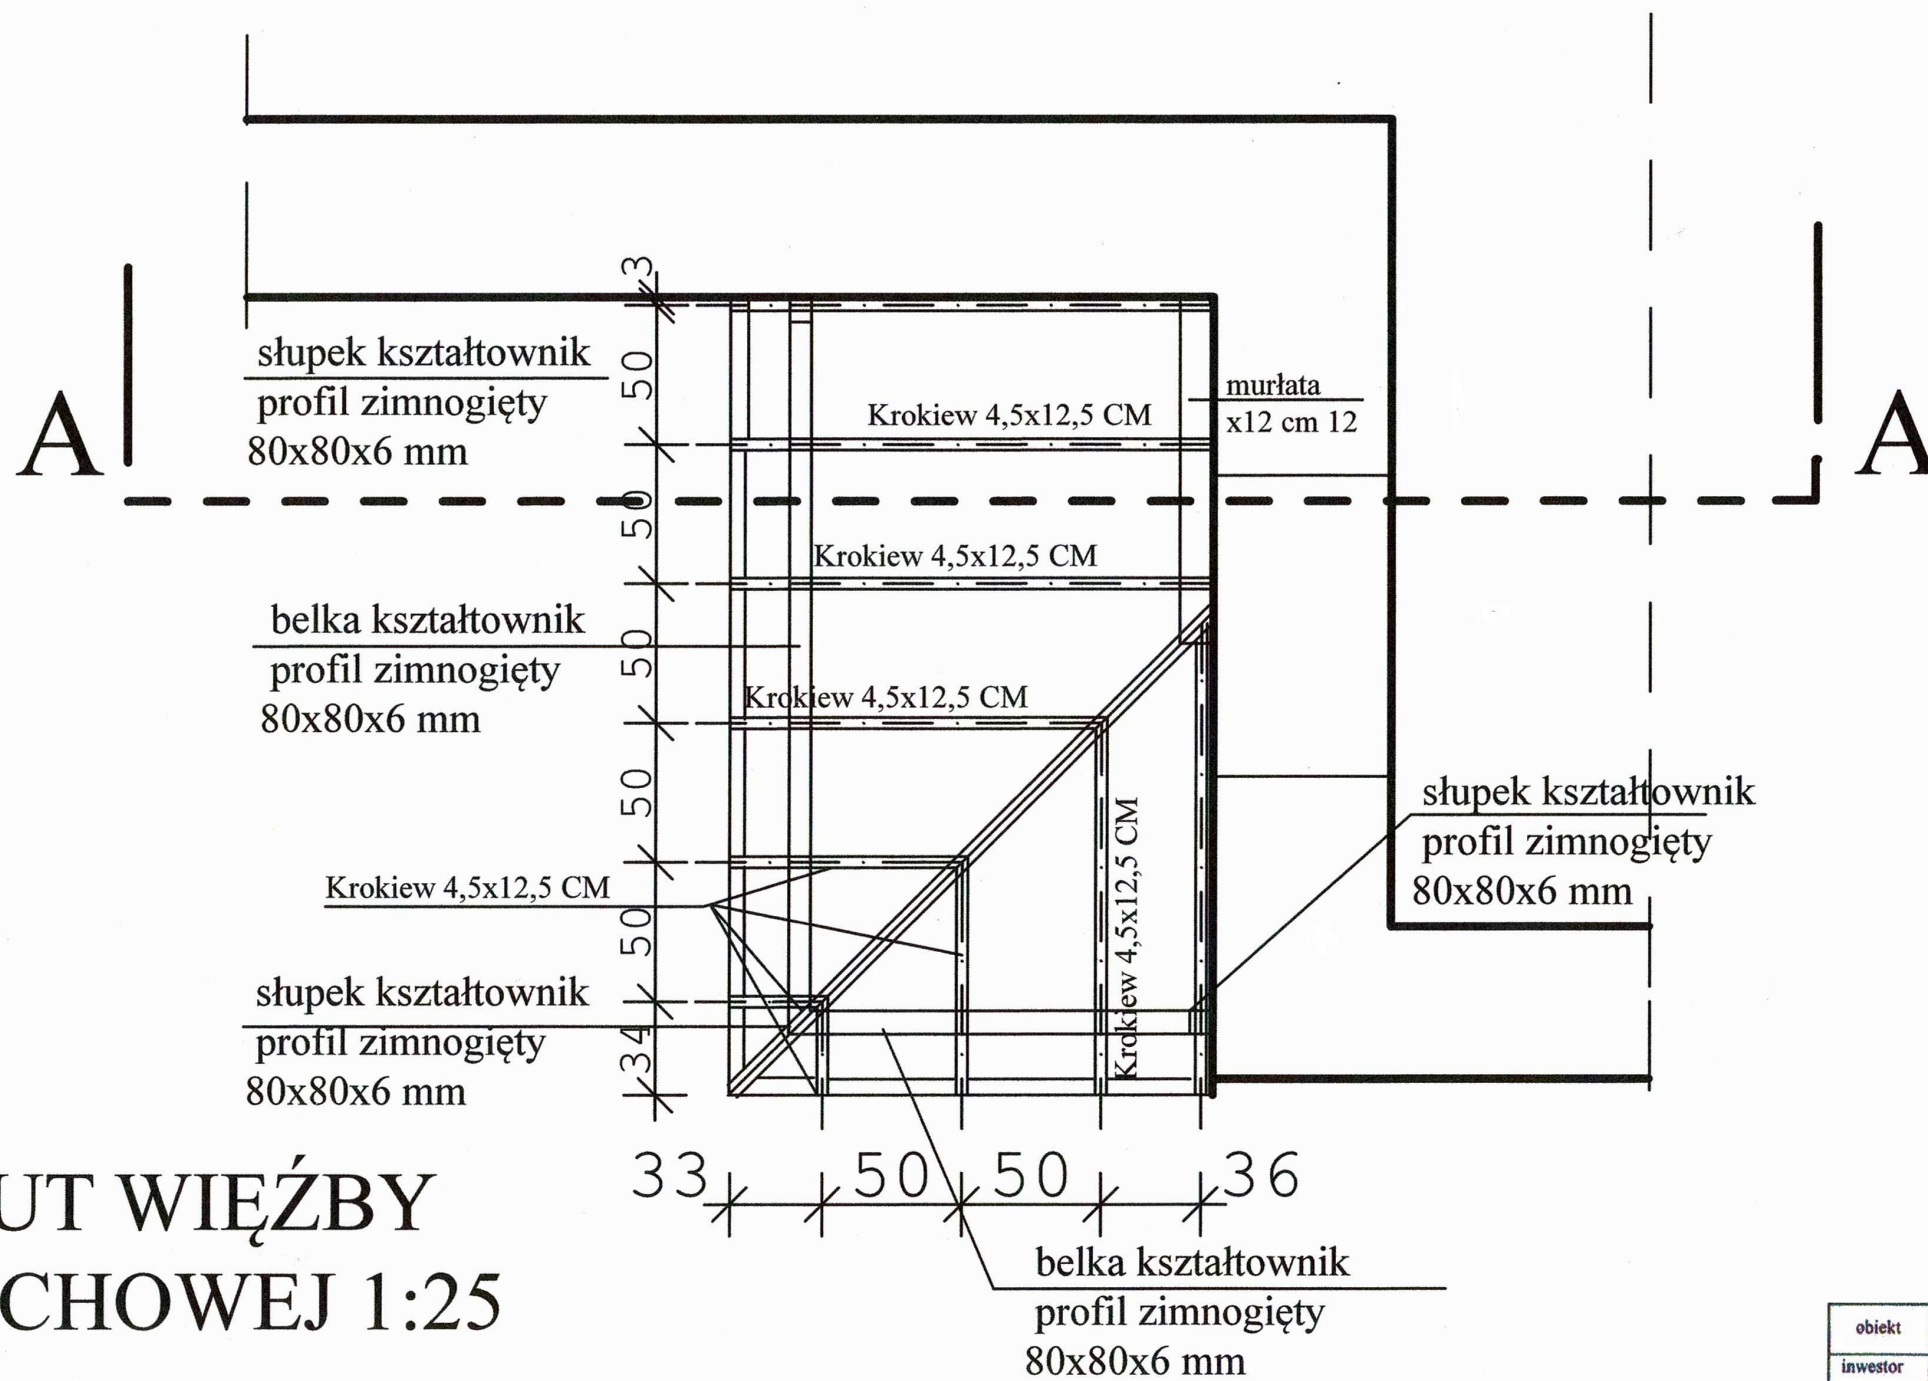 3
słupek kształtownik
profil zimnogięty
80x80x6 mm
50
murłata
x12 cm 12
Krokiew 4,5x12,5 CM
A
A
50
Krokiew 4,5x12,5 CM
belka kształtownik
profil zimnogięty
80x80x6 mm
50
Krokiew 4,5x12,5 CM
50
słupek kształtownik
profil zimnogięty
80x80x6 mm
Krokiew 4,5x12,5 CM
Krokiew 4,5x12,5 CM
50
słupek kształtownik
profil zimnogięty
80x80x6 mm
34
33
50
50
36
UT WIĘŹBY
CHOWEJ 1:25
belka kształtownik
profil zimnogięty
80x80x6 mm
obiekt
inwestor